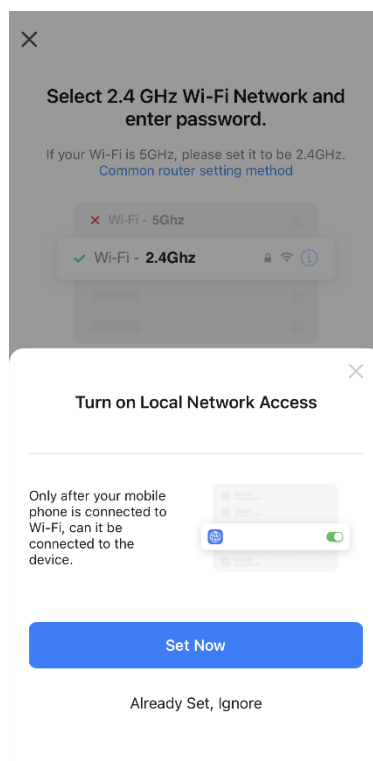 Select 2.4 GHz Wi-Fi Network and
enter password.
If your Wi-Fi is 5GHz, please set it to be 2.4GHz.
Common router setting method
Wi-Fi - 5Ghz
Wi-Fi - 2.4Ghz
Turn on Local Network Access
Only after your mobile
phone is connected to
Wi-Fi, can it be
connected to the
device.
Set Now
Already Set, Ignore